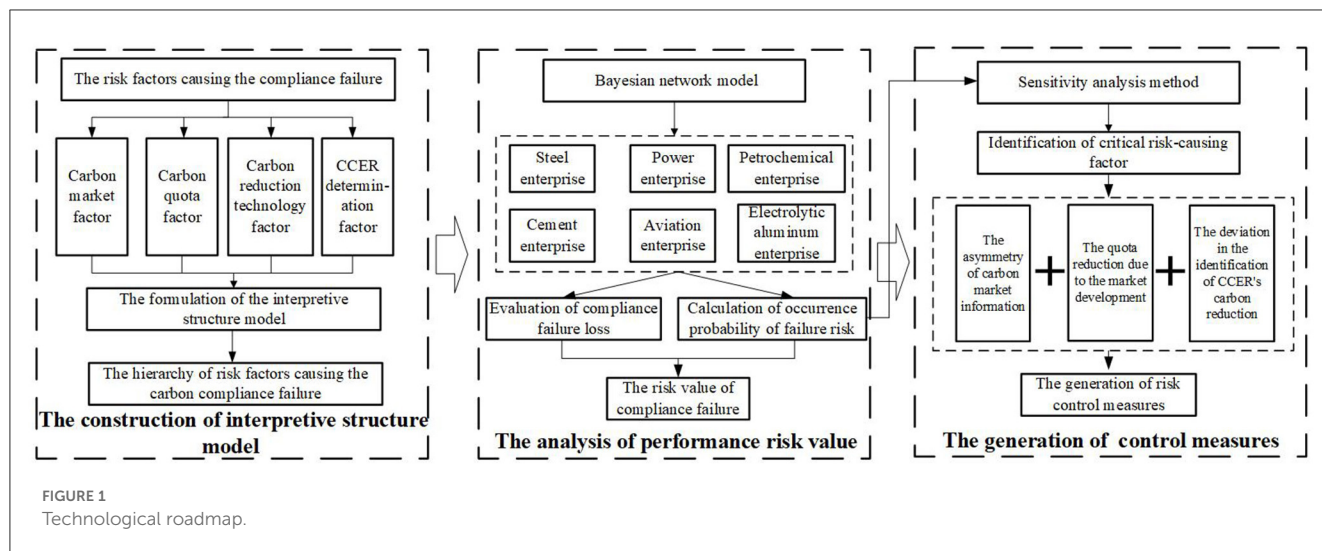 The risk factors causing the compliance failure
Carbon
market
factor
Carbon
quota
factor
Carbon
reduction
technology
factor
CCER
determin-
ation
factor
The formulation of the interpretive
structure model
The hierarchy of risk factors causing the
carbon compliance failure
The construction of interpretive structure
model
Bayesian network model
Steel
enterprise
Power
enterprise
Petrochemical
enterprise
Cement
enterprise
Aviation
enterprise
Electrolytic
aluminum
enterprise
Evaluation of compliance
failure loss
Calculation of occurrence
probability of failure risk
The risk value of
compliance failure
The analysis of performance risk value
Sensitivity analysis method
Identification of critical risk-causing
factor
The
asymmetry
of carbon
market
information
+
The quota
reduction due
to the market
development
+
The deviation
in the
identification
of CCER's
carbon
reduction
The generation of risk
control measures
The generation of control measures
FIGURE 1
Technological roadmap.